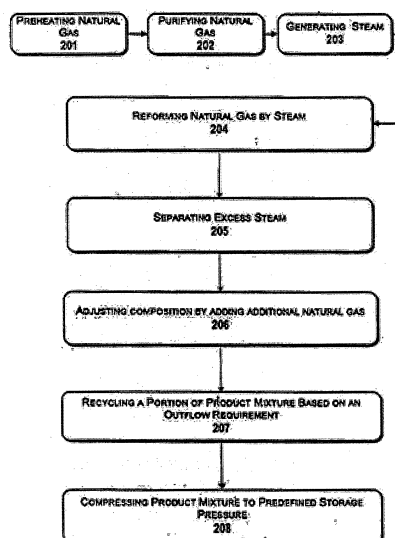 PREHEATING NATURAL
GAS
201
PURIFYING NATURAL
GAS
202
GENERATING STEAM
203
REFORMING NATURAL GAS BY STEAM
204
SEPARATING EXCESS STEAM
205
ADJUSTING COMPOSITION BY ADDING ADDITIONAL NATURAL GAS
206
RECYCLING A PORTION OF PRODUCT MIXTURE BASED ON AN
OUTFLOW REQUIREMENT
207
COMPRESSING PRODUCT MIXTURE TO PREDEFINED STORAGE
PRESSURE
208